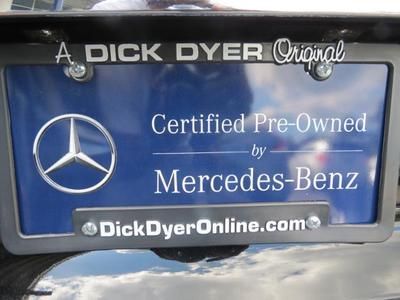 A DICK DYER Original
Certified Pre-Owned
by
Mercedes-Benz
DickDyerOnline.com